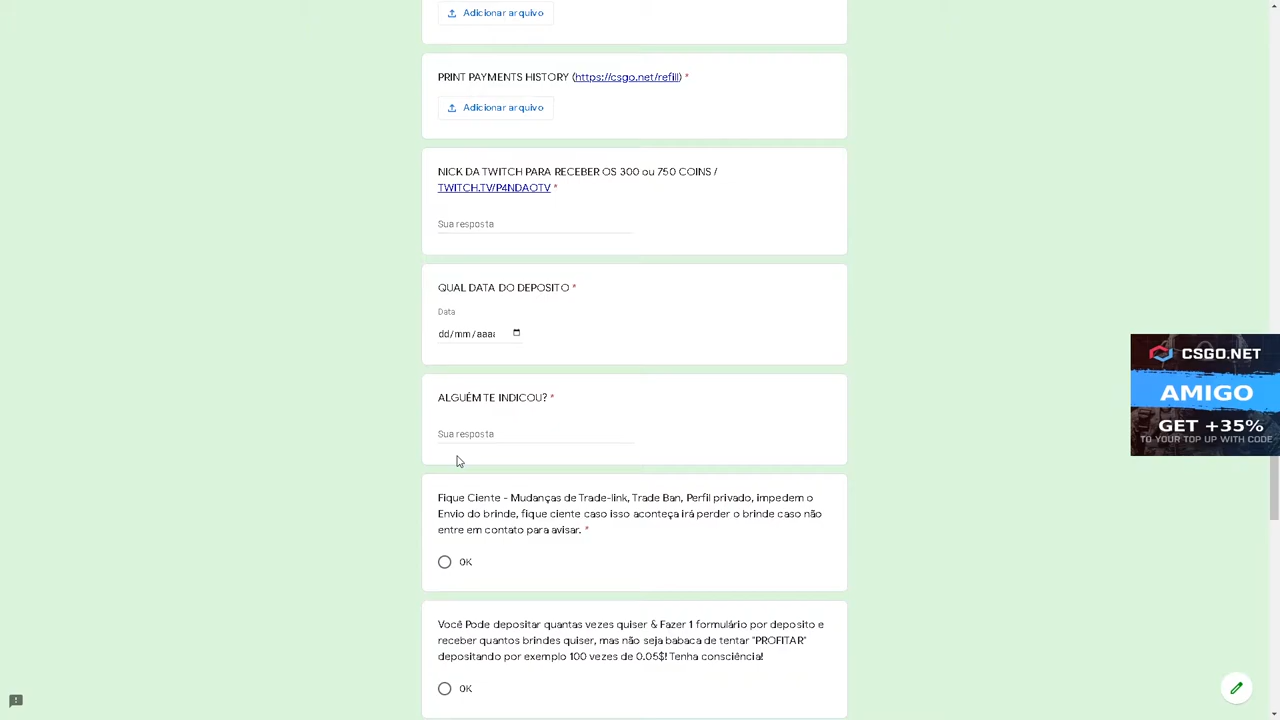 Adicionar arquivo
PRINT PAYMENTS HISTORY (https://csgo.net/refill) *
Adicionar arquivo
NICK DA TWITCH PARA RECEBER OS 300 ou 750 COINS /
TWITCH.TV/P4NDAOTV *
Sua resposta
QUAL DATA DO DEPOSITO *
Data
dd/mm/aaaa
ALGUÉM TE INDICOU? *
Sua resposta
Fique Ciente - Mudanças de Trade-link, Trade Ban, Perfil privado, impedem o
Envio do brinde, fique ciente caso isso aconteça irá perder o brinde caso não
entre em contato para avisar. *
OK
Você Pode depositar quantas vezes quiser & Fazer 1 formulário por deposito e
receber quantos brindes quiser, mas não seja babaca de tentar "PROFITAR"
depositando por exemplo 100 vezes de 0.05$! Tenha consciência!
OK
CSGO.NET
AMIGO
GET +35%
TO YOUR TOP UP WITH CODE